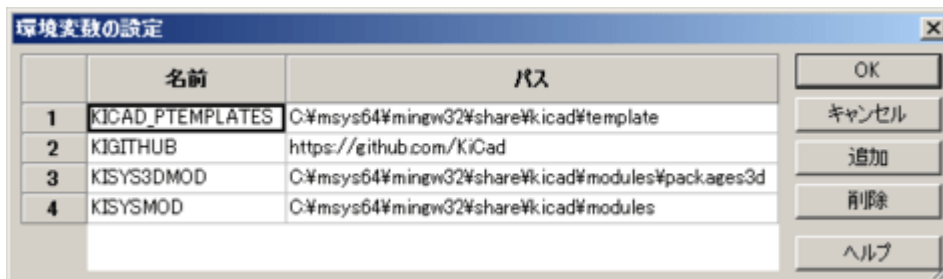 環境変数の設定
名前 パス
1 KICAD_PTEMPLATES C:¥msys64¥mingw32¥share¥kicad¥template
2 KIGITHUB https://github.com/KiCad
3 KISYS3DMOD C:¥msys64¥mingw32¥share¥kicad¥modules¥packages3d
4 KISYSMOD C:¥msys64¥mingw32¥share¥kicad¥modules
OK
キャンセル
追加
削除
ヘルプ